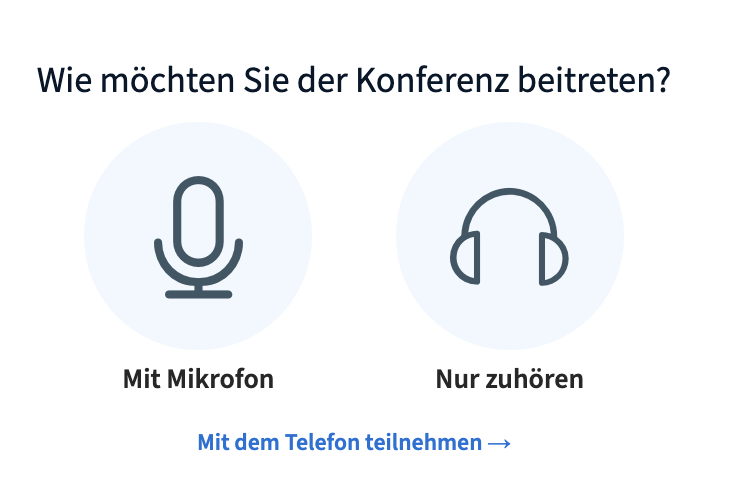 Wie möchten Sie der Konferenz beitreten?
Mit Mikrofon
Nur zuhören
Mit dem Telefon teilnehmen →